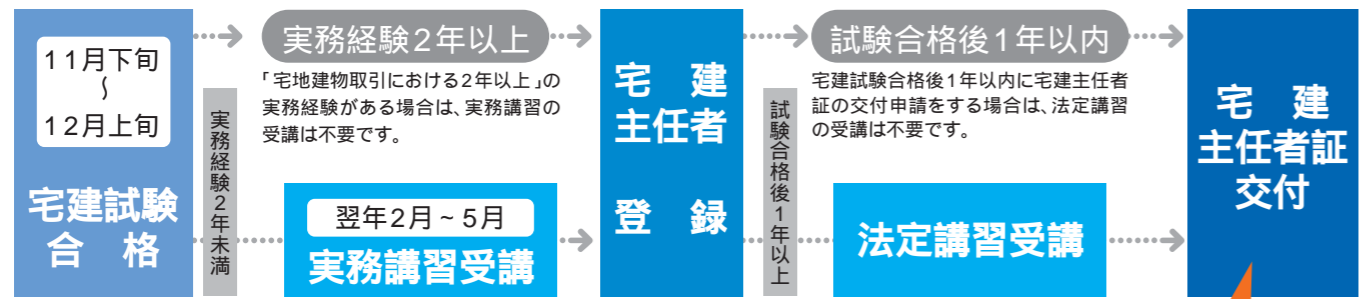 11月下旬
〜
12月上旬
宅建試験
合 格
実務経験2年以上
「宅地建物取引における2年以上」の
実務経験がある場合は、実務講習の
受講は不要です。
実務経験2年未満
翌年2月~5月
実務講習受講
宅 建
主任者
登 録
試験合格後1年以内
宅建試験合格後1年以内に宅建主任者
証の交付申請をする場合は、法定講習
の受講は不要です。
試験合格後1年以上
法定講習受講
宅 建
主任者証
交付